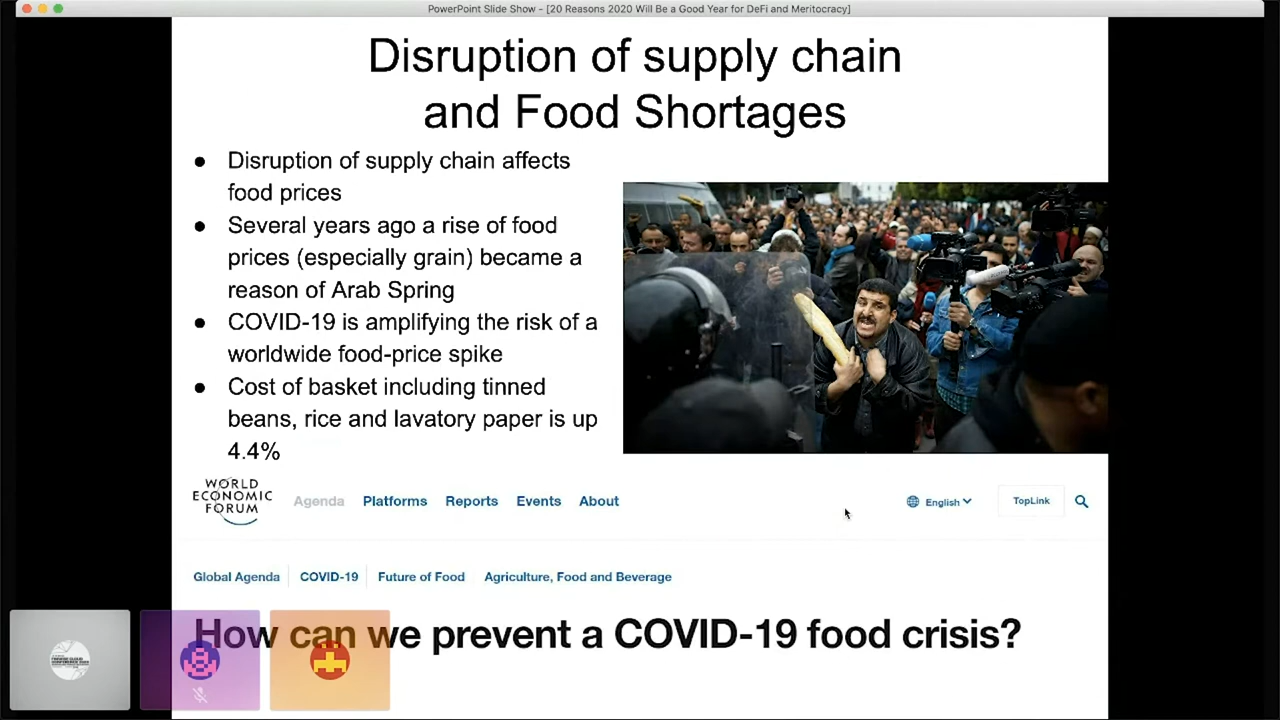 PowerPoint Slide Show - [20 Reasons 2020 Will Be a Good Year for DeFi and Meritocracy]
Disruption of supply chain
and Food Shortages
● Disruption of supply chain affects
food prices
● Several years ago a rise of food
prices (especially grain) became a
reason of Arab Spring
● COVID-19 is amplifying the risk of a
worldwide food-price spike
● Cost of basket including tinned
beans, rice and lavatory paper is up
4.4%
WORLD
ECONOMIC
FORUM
Agenda Platforms Reports Events About
English TopLink
Global Agenda COVID-19 Future of Food Agriculture, Food and Beverage
How can we prevent a COVID-19 food crisis?